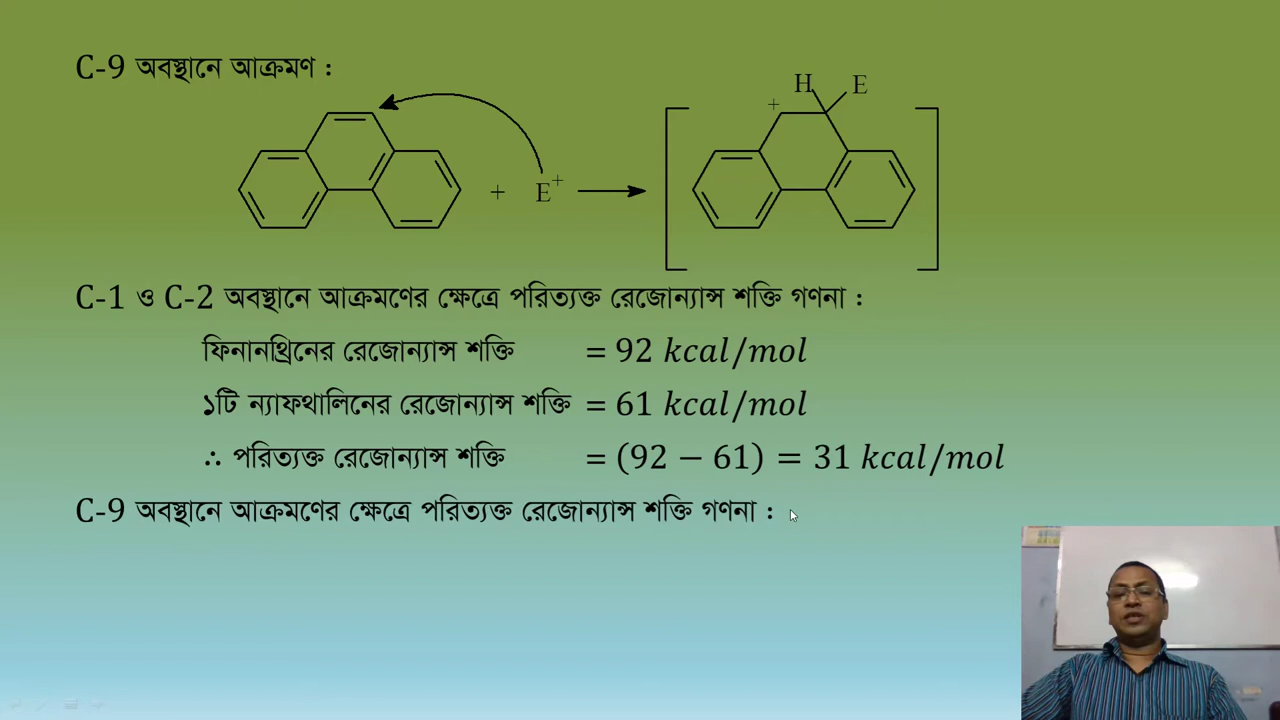 C-9 অবস্থানে আক্রমণ :
H E
+
+ E+
C-1 ও C-2 অবস্থানে আক্রমণের ক্ষেত্রে পরিত্যক্ত রেজোন্যান্স শক্তি গণনা :
ফিনানথ্রিনের রেজোন্যান্স শক্তি = 92 kcal/mol
১টি ন্যাফথালিনের রেজোন্যান্স শক্তি = 61 kcal/mol
∴ পরিত্যক্ত রেজোন্যান্স শক্তি = (92 − 61) = 31 kcal/mol
C-9 অবস্থানে আক্রমণের ক্ষেত্রে পরিত্যক্ত রেজোন্যান্স শক্তি গণনা :